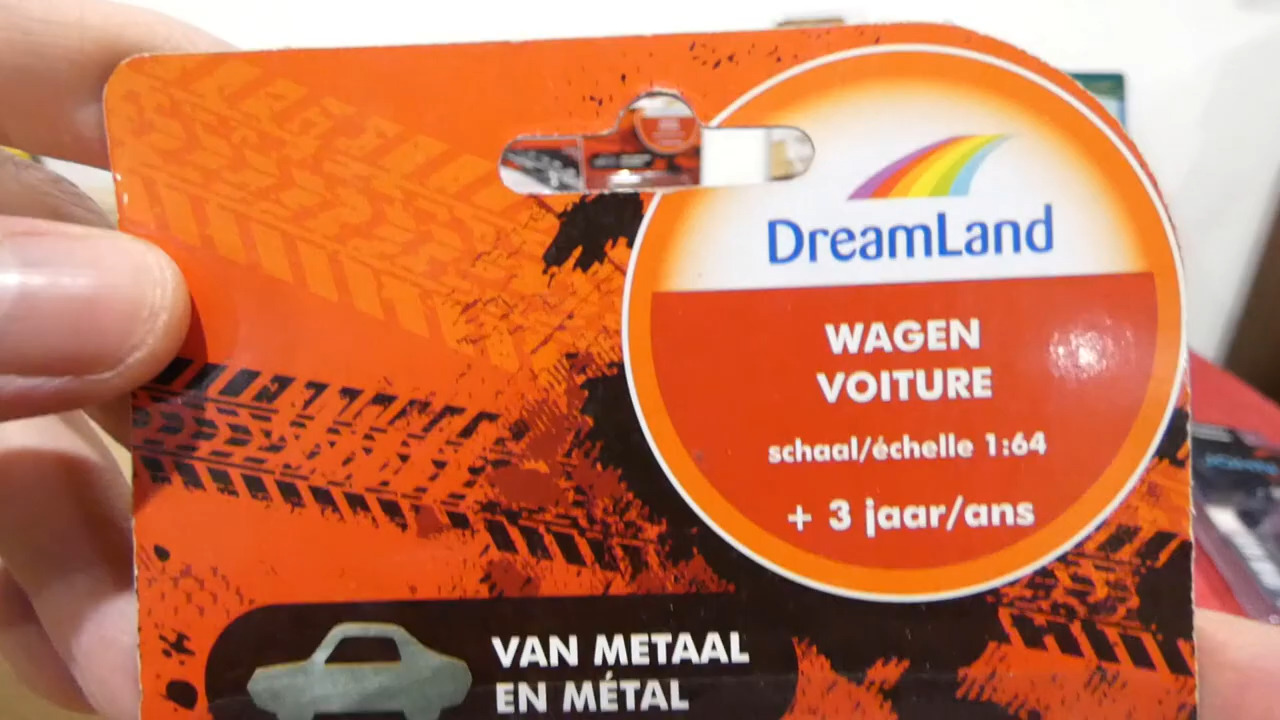 DreamLand
WAGEN
VOITURE
schaal/échelle 1:64
+ 3 jaar/ans
VAN METAAL
EN MÉTAL